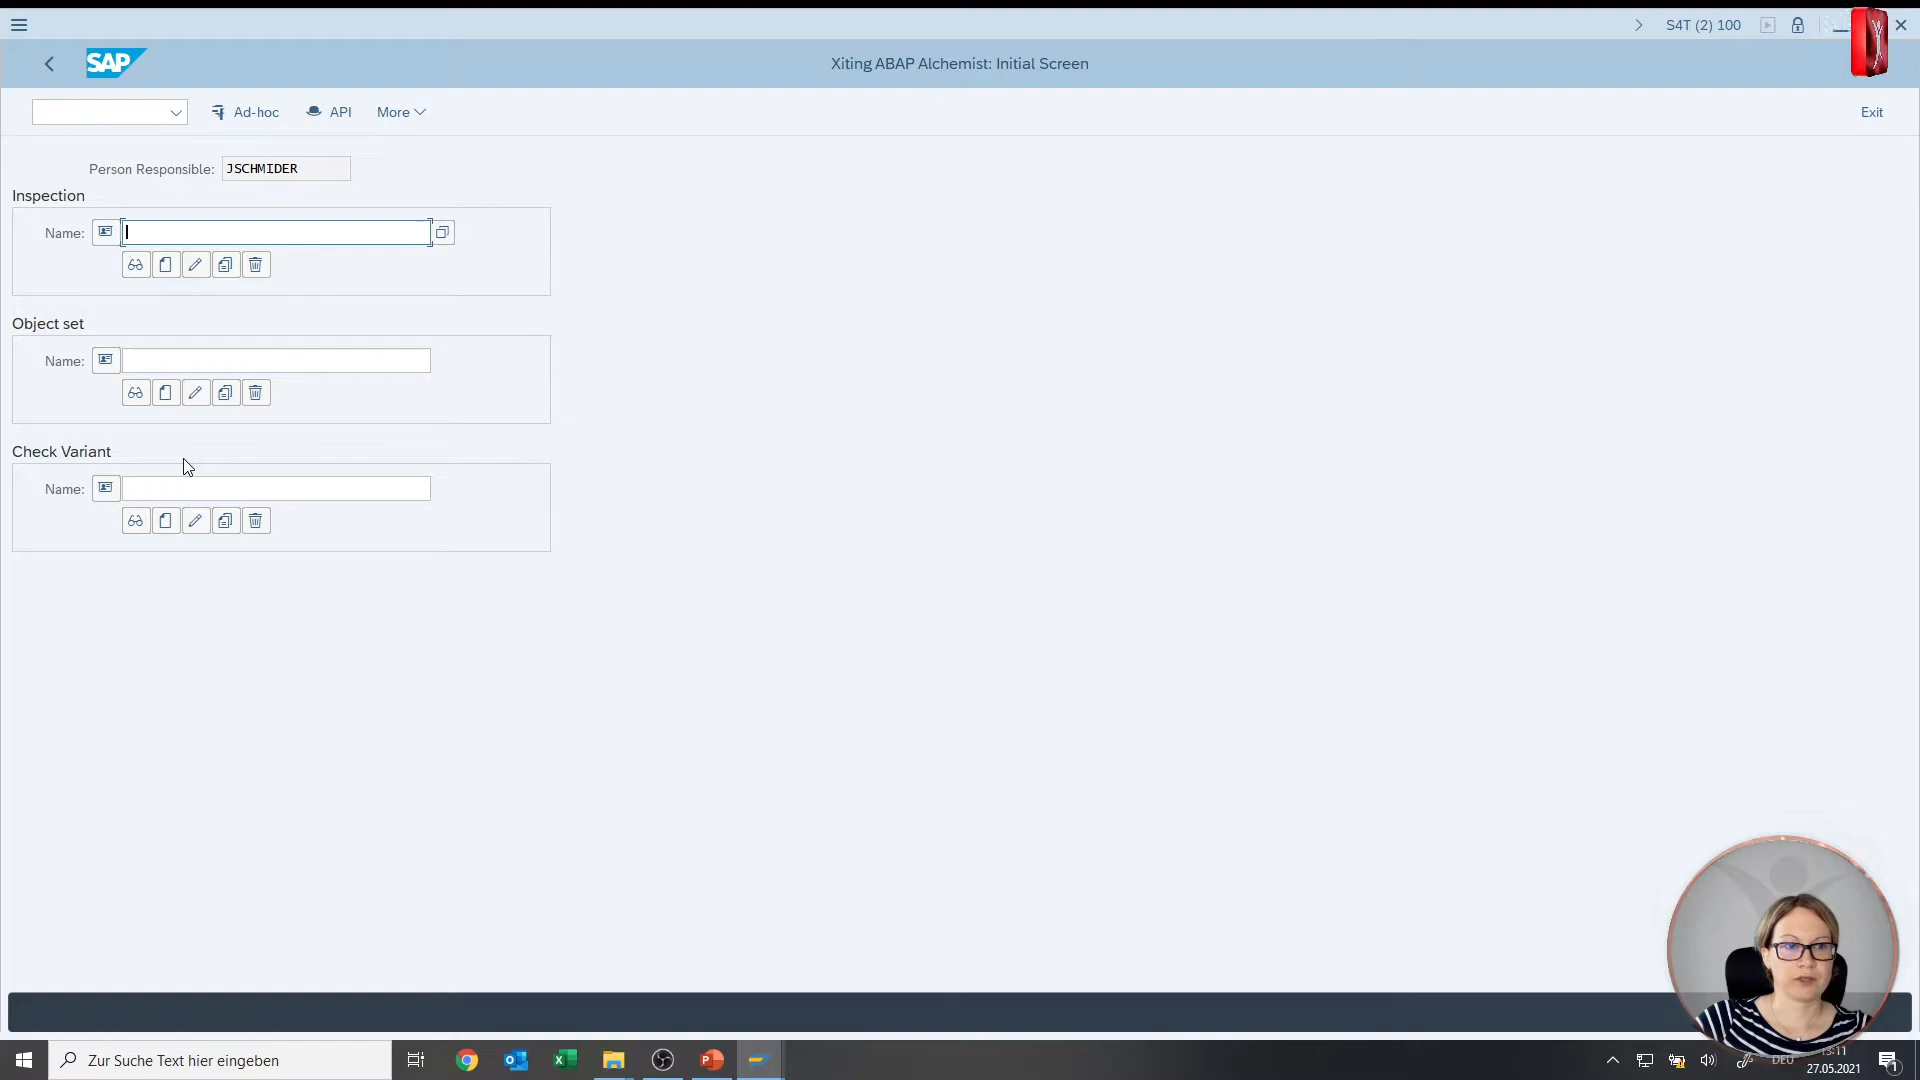 S4T (2) 100
SAP
Xiting ABAP Alchemist: Initial Screen
Ad-hoc
API
More
Exit
Person Responsible: JSCHMIDER
Inspection
Name:
Object set
Name:
Check Variant
Name:
Zur Suche Text hier eingeben
DEU
27.05.2021
1